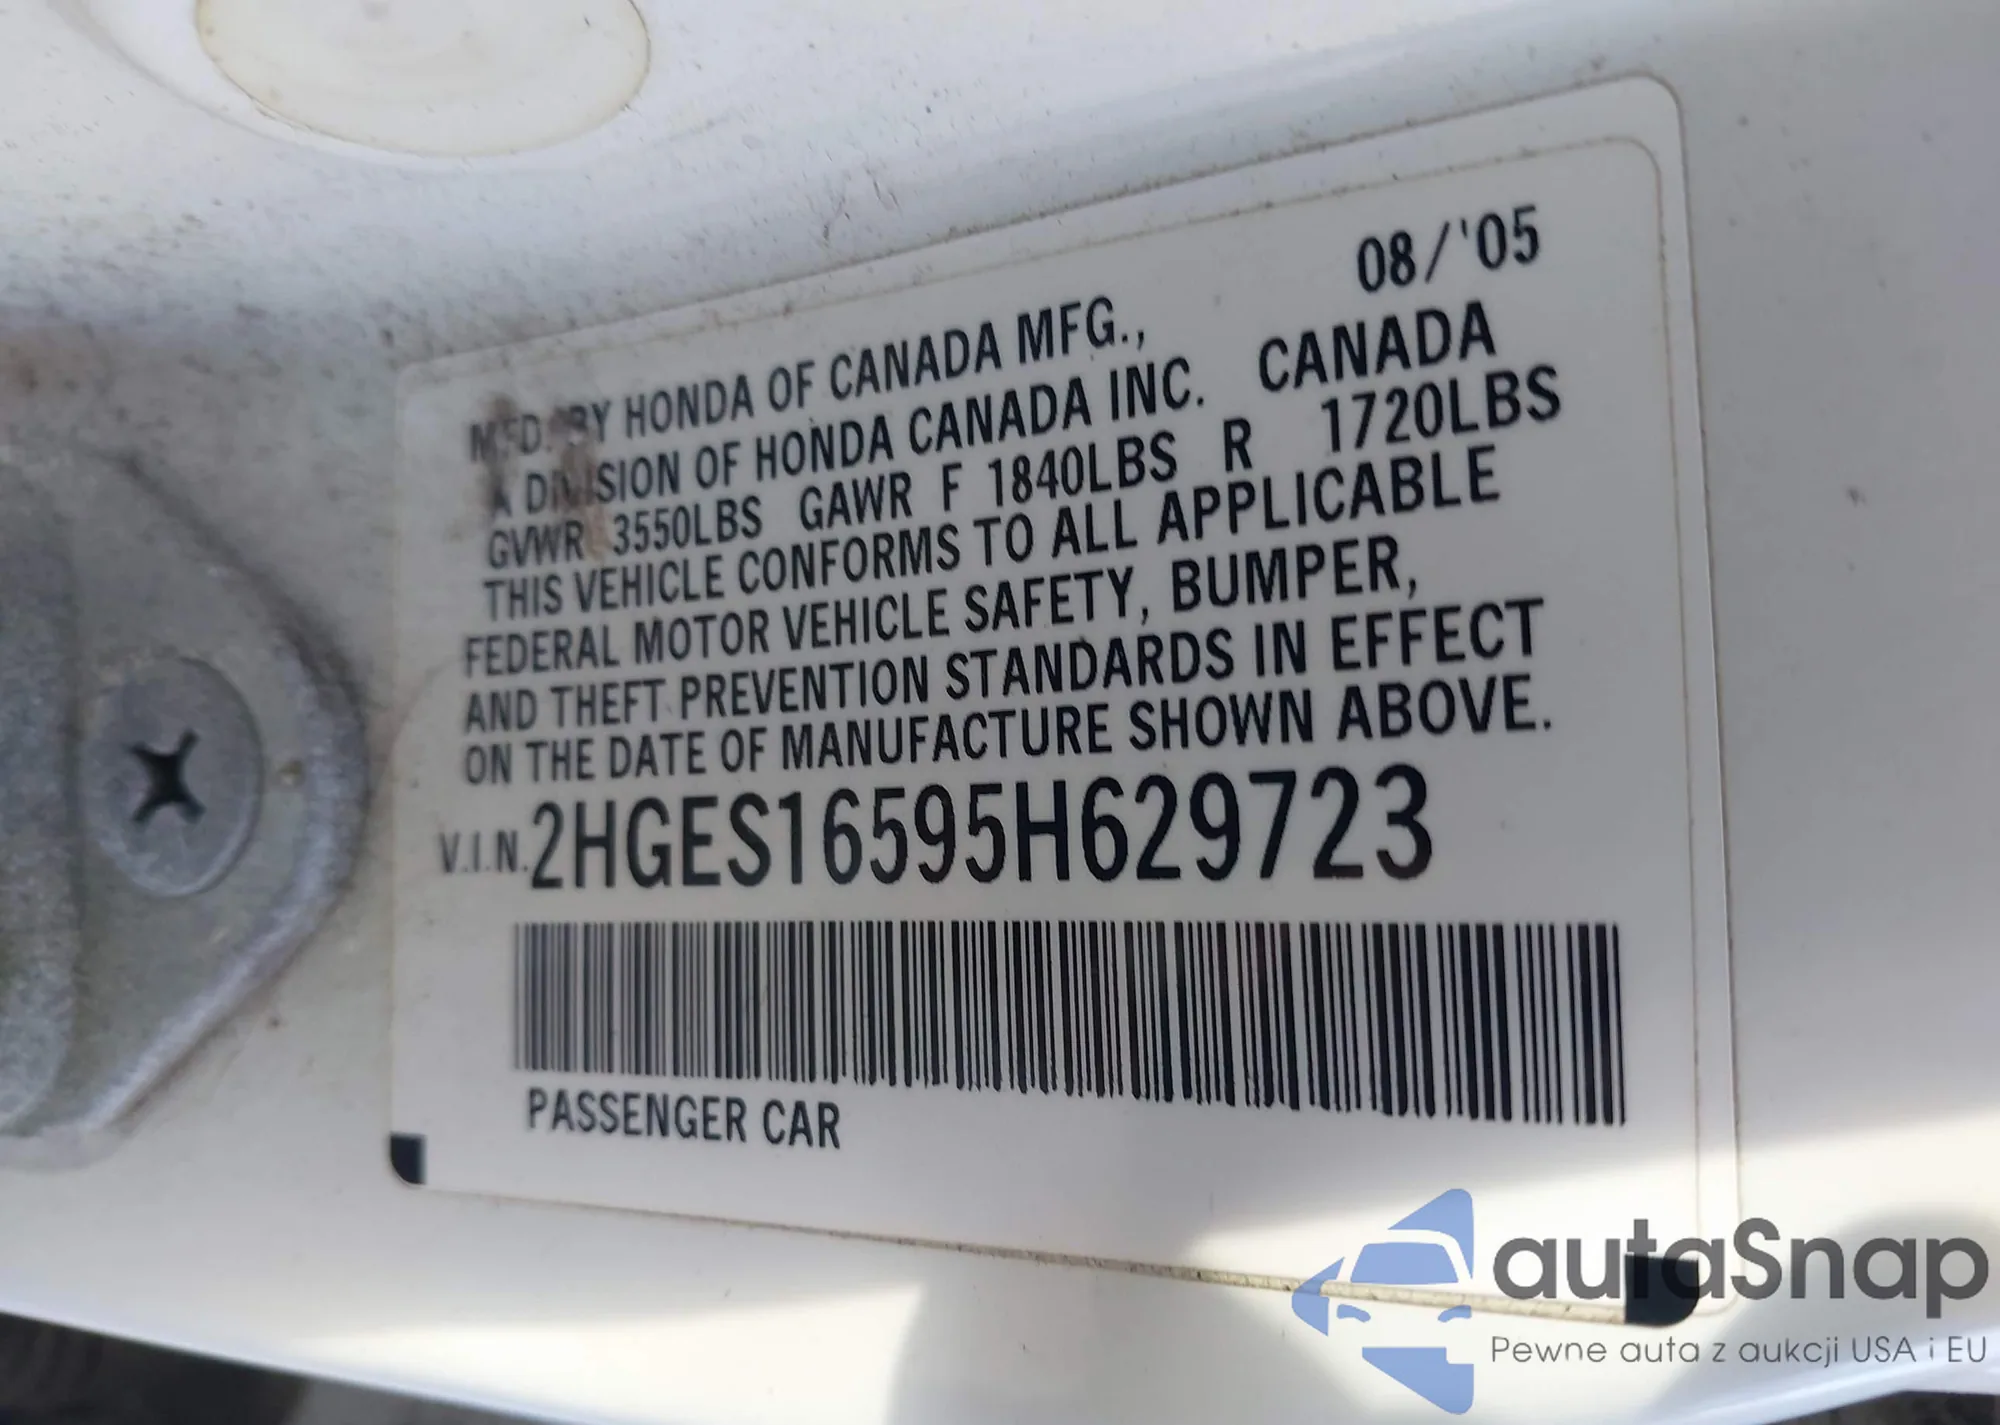 08/'05
MFD. BY HONDA OF CANADA MFG.,
A DIVISION OF HONDA CANADA INC. CANADA
GVWR 3550LBS GAWR F 1840LBS R 1720LBS
THIS VEHICLE CONFORMS TO ALL APPLICABLE
FEDERAL MOTOR VEHICLE SAFETY, BUMPER,
AND THEFT PREVENTION STANDARDS IN EFFECT
ON THE DATE OF MANUFACTURE SHOWN ABOVE.
V.I.N. 2HGES16595H629723
PASSENGER CAR
autaSnap
Pewne auta z aukcji USA i EU